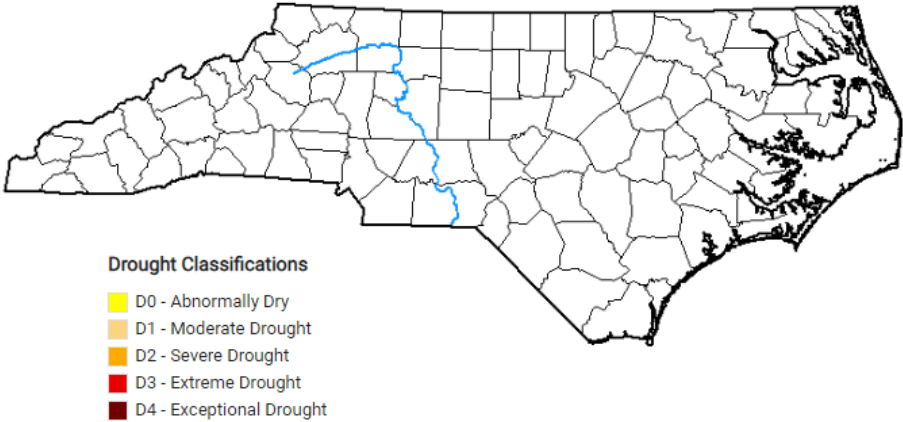 Drought Classifications
D0 - Abnormally Dry
D1 - Moderate Drought
D2 - Severe Drought
D3 - Extreme Drought
D4 - Exceptional Drought